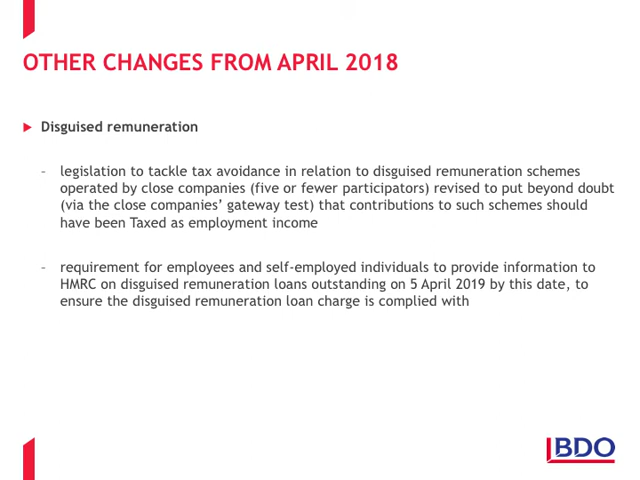 OTHER CHANGES FROM APRIL 2018
Disguised remuneration
- legislation to tackle tax avoidance in relation to disguised remuneration schemes
operated by close companies (five or fewer participators) revised to put beyond doubt
(via the close companies’ gateway test) that contributions to such schemes should
have been Taxed as employment income
- requirement for employees and self-employed individuals to provide information to
HMRC on disguised remuneration loans outstanding on 5 April 2019 by this date, to
ensure the disguised remuneration loan charge is complied with
BDO